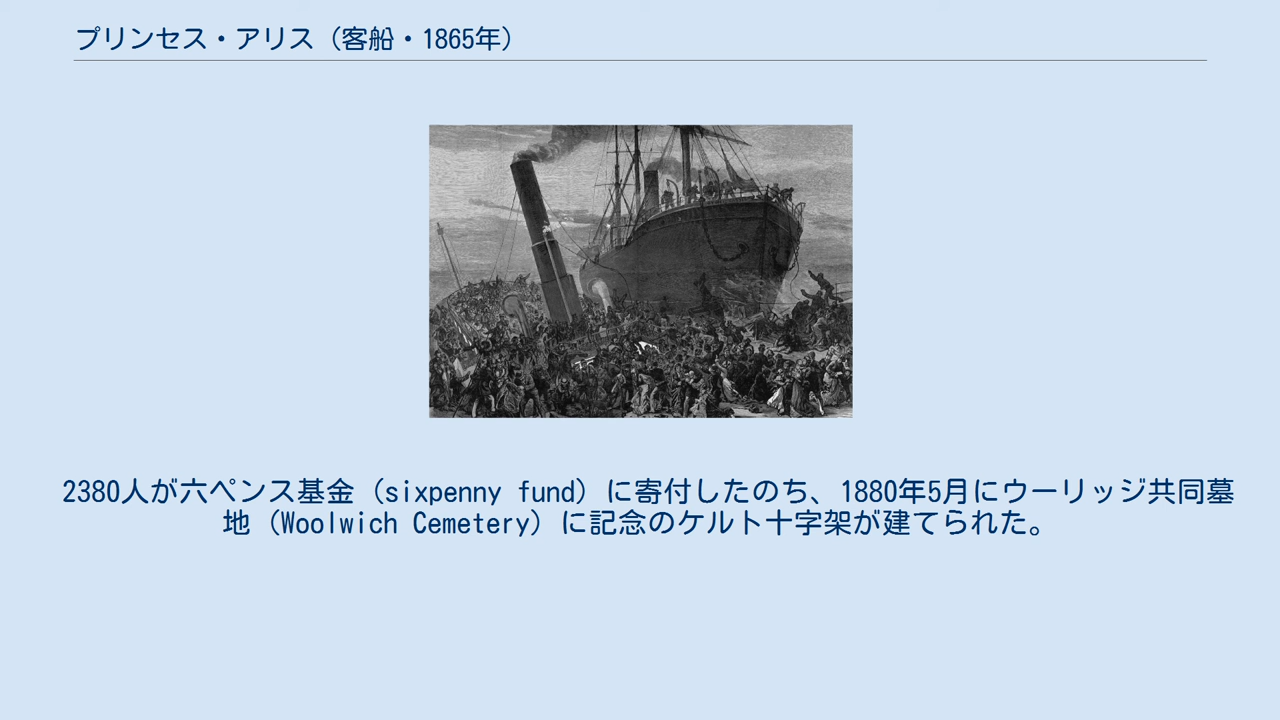 プリンセス・アリス（客船・1865年）
2380人が六ペンス基金（sixpenny fund）に寄付したのち、1880年5月にウーリッジ共同墓
地（Woolwich Cemetery）に記念のケルト十字架が建てられた。